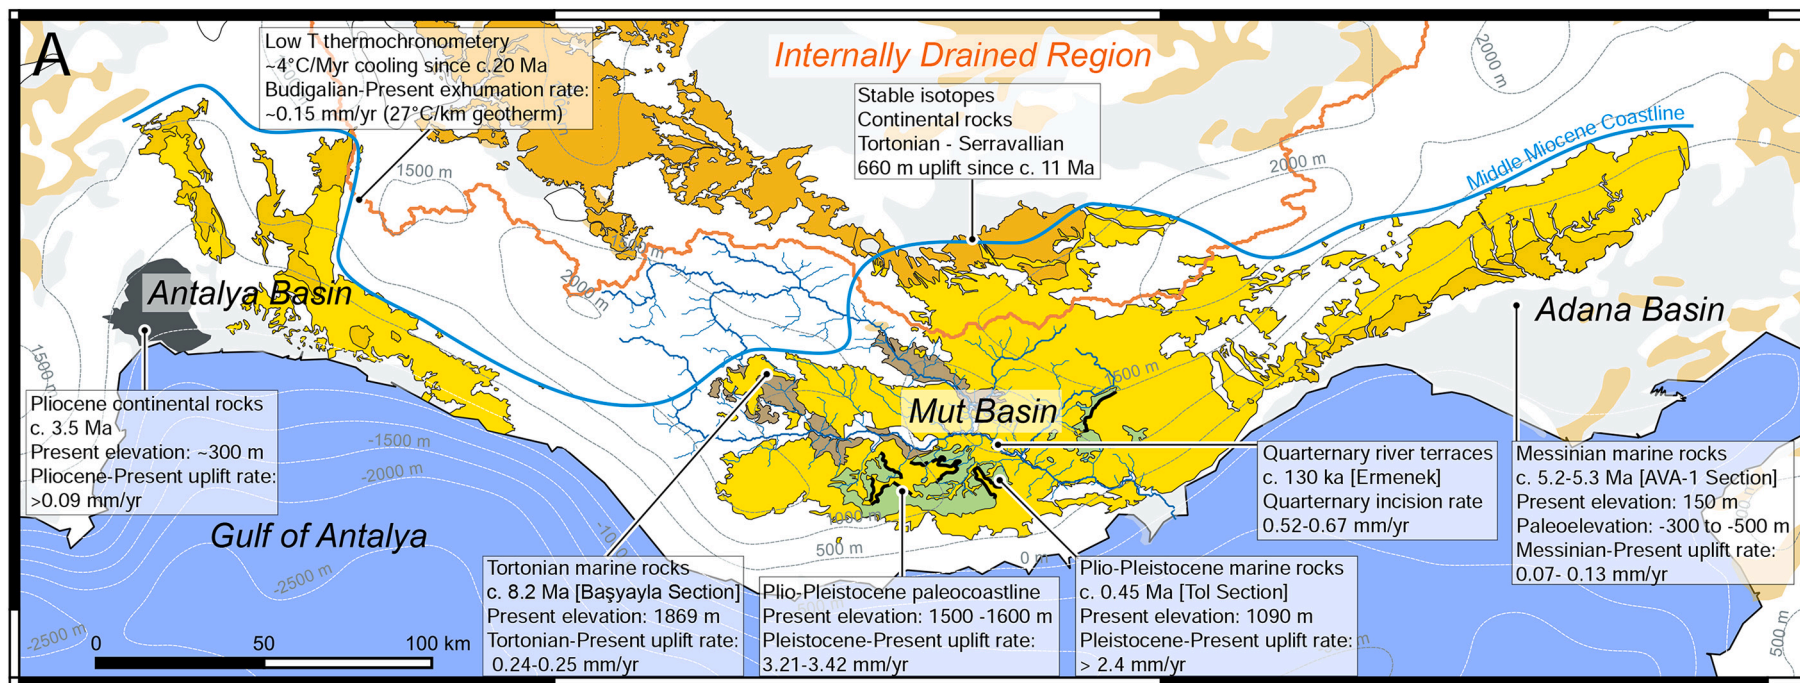 A
Low T thermochronometery
~4°C/Myr cooling since c.20 Ma
Budigalian-Present exhumation rate:
~0.15 mm/yr (27°C/km geotherm)
Internally Drained Region
Stable isotopes
Continental rocks
Tortonian - Serravallian
660 m uplift since c. 11 Ma
2000 m
Middle Miocene Coastline
2000 m
1500 m
1500 m
2000 m
Antalya Basin
Adana Basin
1500 m
1500 m
Mut Basin
Pliocene continental rocks
c. 3.5 Ma
Present elevation: ~300 m
Pliocene-Present uplift rate:
>0.09 mm/yr
-1500 m
-2000 m
Gulf of Antalya
-2500 m
-2500 m
1000 m
500 m
0 m
Quarternary river terraces
c. 130 ka [Ermenek]
Quarternary incision rate
0.52-0.67 mm/yr
Messinian marine rocks
c. 5.2-5.3 Ma [AVA-1 Section]
Present elevation: 150 m
Paleoelevation: -300 to -500 m
Messinian-Present uplift rate:
0.07- 0.13 mm/yr
Tortonian marine rocks
c. 8.2 Ma [Başyayla Section]
Present elevation: 1869 m
Tortonian-Present uplift rate:
0.24-0.25 mm/yr
Plio-Pleistocene paleocoastline
Present elevation: 1500 -1600 m
Pleistocene-Present uplift rate:
3.21-3.42 mm/yr
Plio-Pleistocene marine rocks
c. 0.45 Ma [Tol Section]
Present elevation: 1090 m
Pleistocene-Present uplift rate:
> 2.4 mm/yr
500 m
0 50 100 km